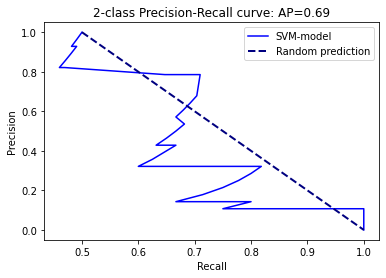 2-class Precision-Recall curve: AP=0.69
SVM-model
Random prediction
Precision
1.0
0.8
0.6
0.4
0.2
0.0
0.5
0.6
0.7
0.8
0.9
1.0
Recall